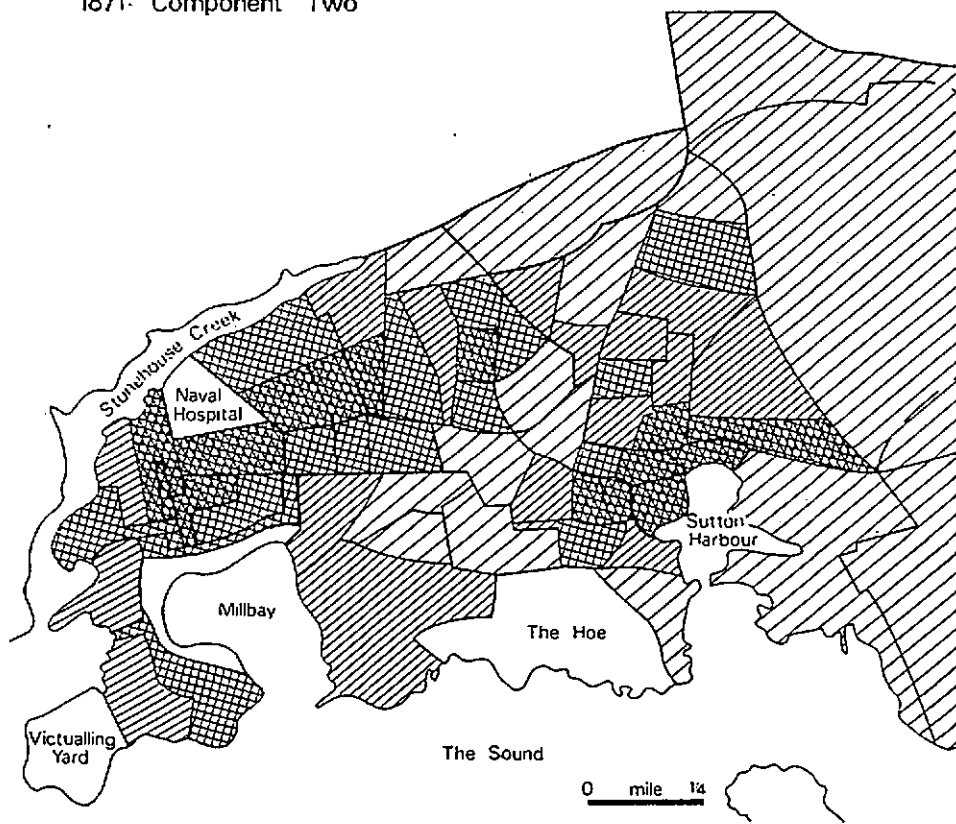 1871: Component Two
Stonehouse Creek
Naval
Hospital
Sutton
Harbour
Millbay
The Hoe
Victualling
Yard
The Sound
0 mile 1/4